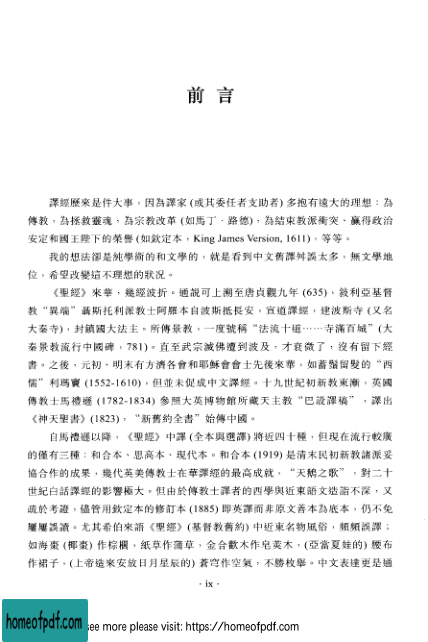 前 言
譯經歷來是件大事，因為譯家 (或其委任者支助者) 多抱有遠大的理想：為
傳教、為拯救靈魂、為宗教改革 (如馬丁·路德)、為結束教派衝突、贏得政治
安定和國王陛下的榮譽 (如欽定本，King James Version, 1611)，等等。
我的想法卻是純學術的和文學的，就是看到中文舊譯舛誤太多，無文學地
位，希望改變這不理想的狀況。
《聖經》來華，幾經波折。通說可上溯至唐貞觀九年 (635)，敘利亞基督
教“異端”聶斯托利派教士阿羅本自波斯抵長安，宣道譯經，建波斯寺 (又名
大秦寺)，封鎮國大法主。所傳景教，一度號稱“法流十道……寺滿百城”(大
秦景教流行中國碑，781)。直至武宗滅佛遭到波及，才衰微了，沒有留下經
書。之後，元初、明末有方濟各會和耶穌會會士先後來華，如蓄鬚留髮的“西
儒”利瑪竇 (1552-1610)，但並未促成中文譯經。十九世紀初新教東漸，英國
傳教士馬禮遜 (1782-1834) 參照大英博物館所藏天主教“巴設譯稿”，譯出
《神天聖書》(1823)，“新舊約全書”始傳中國。
自馬禮遜以降，《聖經》中譯 (全本與選譯) 將近四十種，但現在流行較廣
的僅有三種：和合本、思高本、現代本。和合本 (1919) 是清末民初新教諸派妥
協合作的成果，幾代英美傳教士在華譯經的最高成就，“天鵝之歌”，對二十
世紀白話譯經的影響極大。但由於傳教士譯者的西學與近東語文造詣不深，又
疏於考證，儘管用欽定本的修訂本 (1885) 即英譯而非原文善本為底本，仍不免
屢屢誤讀。尤其希伯來語《聖經》(基督教舊約) 中近東名物風俗，頻頻誤譯：
如海棗 (椰棗) 作棕櫚，紙草作蒲草，金合歡木作皂莢木，(亞當夏娃的) 腰布
作裙子，(上帝造來安放日月星辰的) 蒼穹作空氣，不勝枚舉。中文表達更是通
· ix ·
homeofpdf.com
see more please visit: https://homeofpdf.com